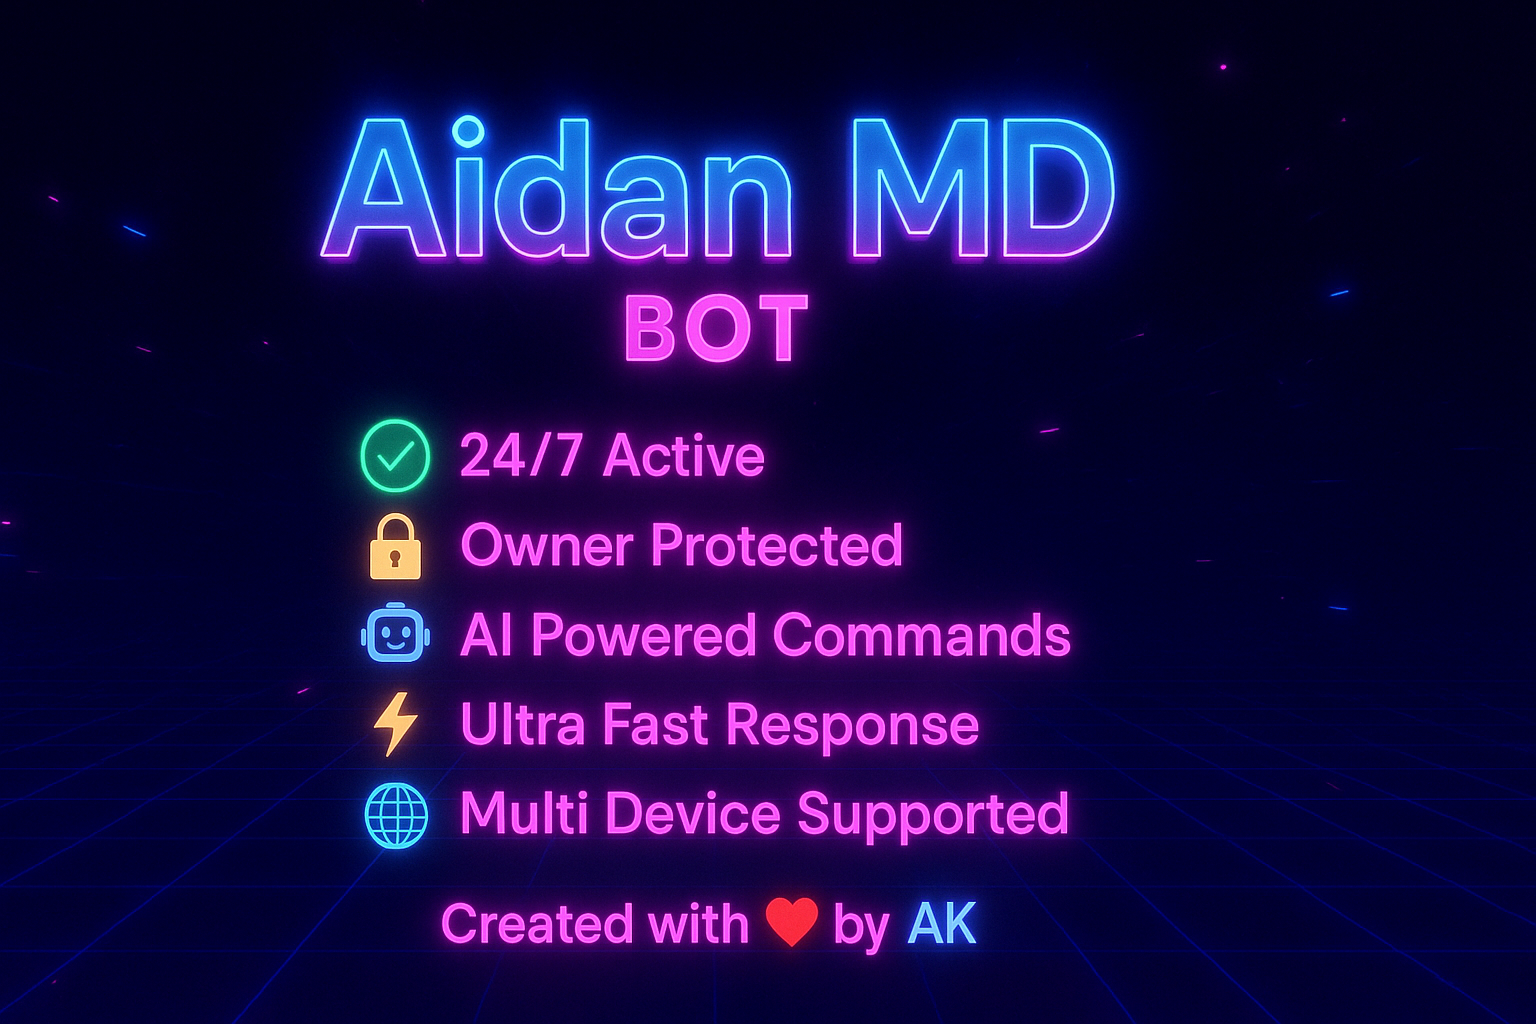 Aidan MD
BOT
24/7 Active
Owner Protected
AI Powered Commands
Ultra Fast Response
Multi Device Supported
Created with ❤ by AK